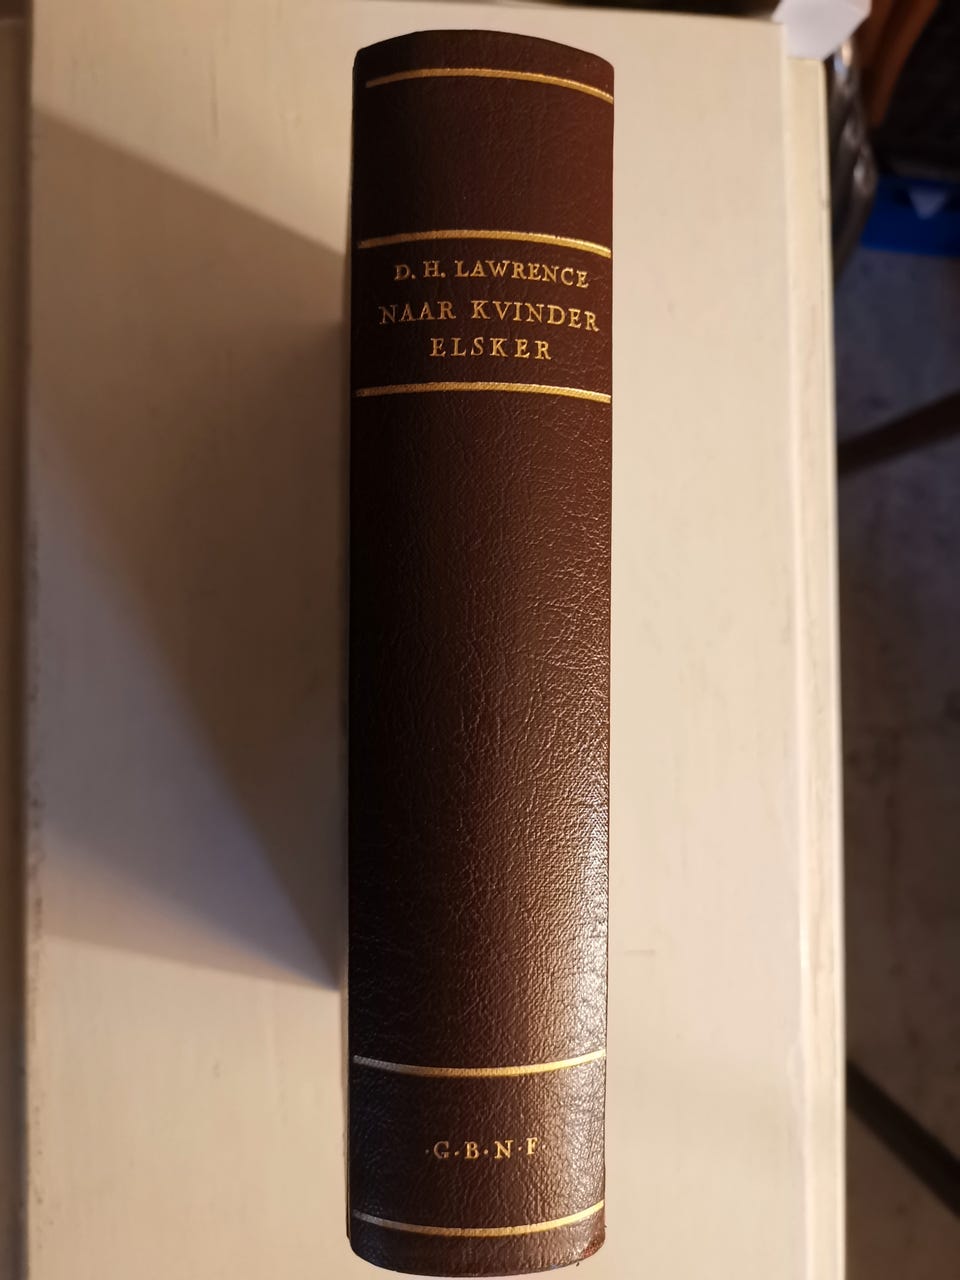 D. H. LAWRENCE
NAAR KVINDER
ELSKER
·G·B·N·F·